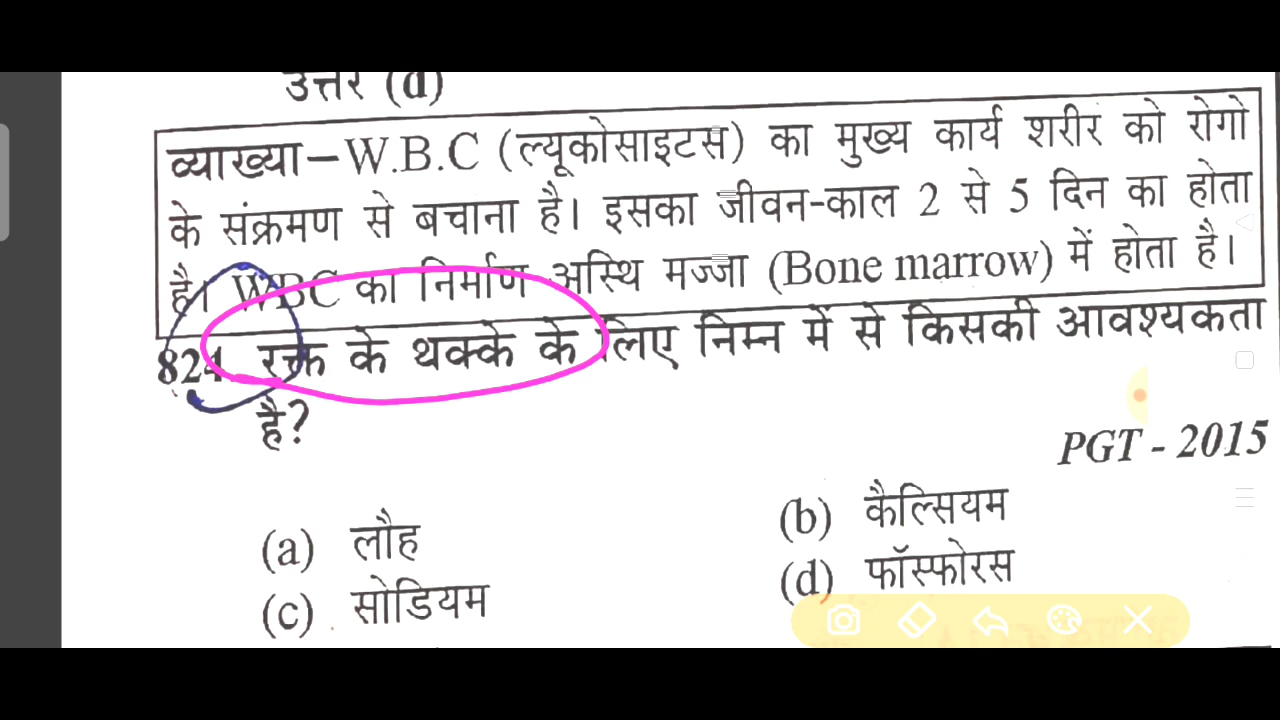 उत्तर (d)
व्याख्या–W.B.C (ल्यूकोसाइटस) का मुख्य कार्य शरीर को रोगो
के संक्रमण से बचाना है। इसका जीवन-काल 2 से 5 दिन का होता
है। WBC का निर्माण अस्थि मज्जा (Bone marrow) में होता है।
824. रक्त के थक्के के लिए निम्न में से किसकी आवश्यकता
है?
PGT - 2015
(a) लौह
(b) कैल्सियम
(c) सोडियम
(d) फॉस्फोरस